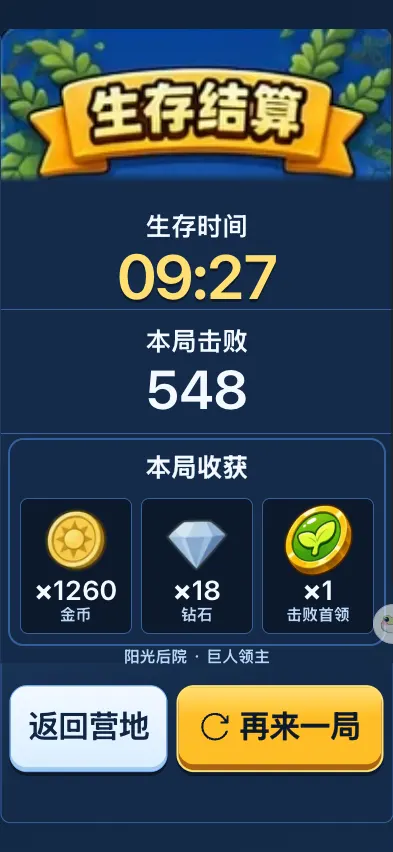 生存结算
生存时间
09:27
本局击败
548
本局收获
×1260
金币
×18
钻石
×1
击败首领
阳光后院 · 巨人领主
返回营地
再来一局